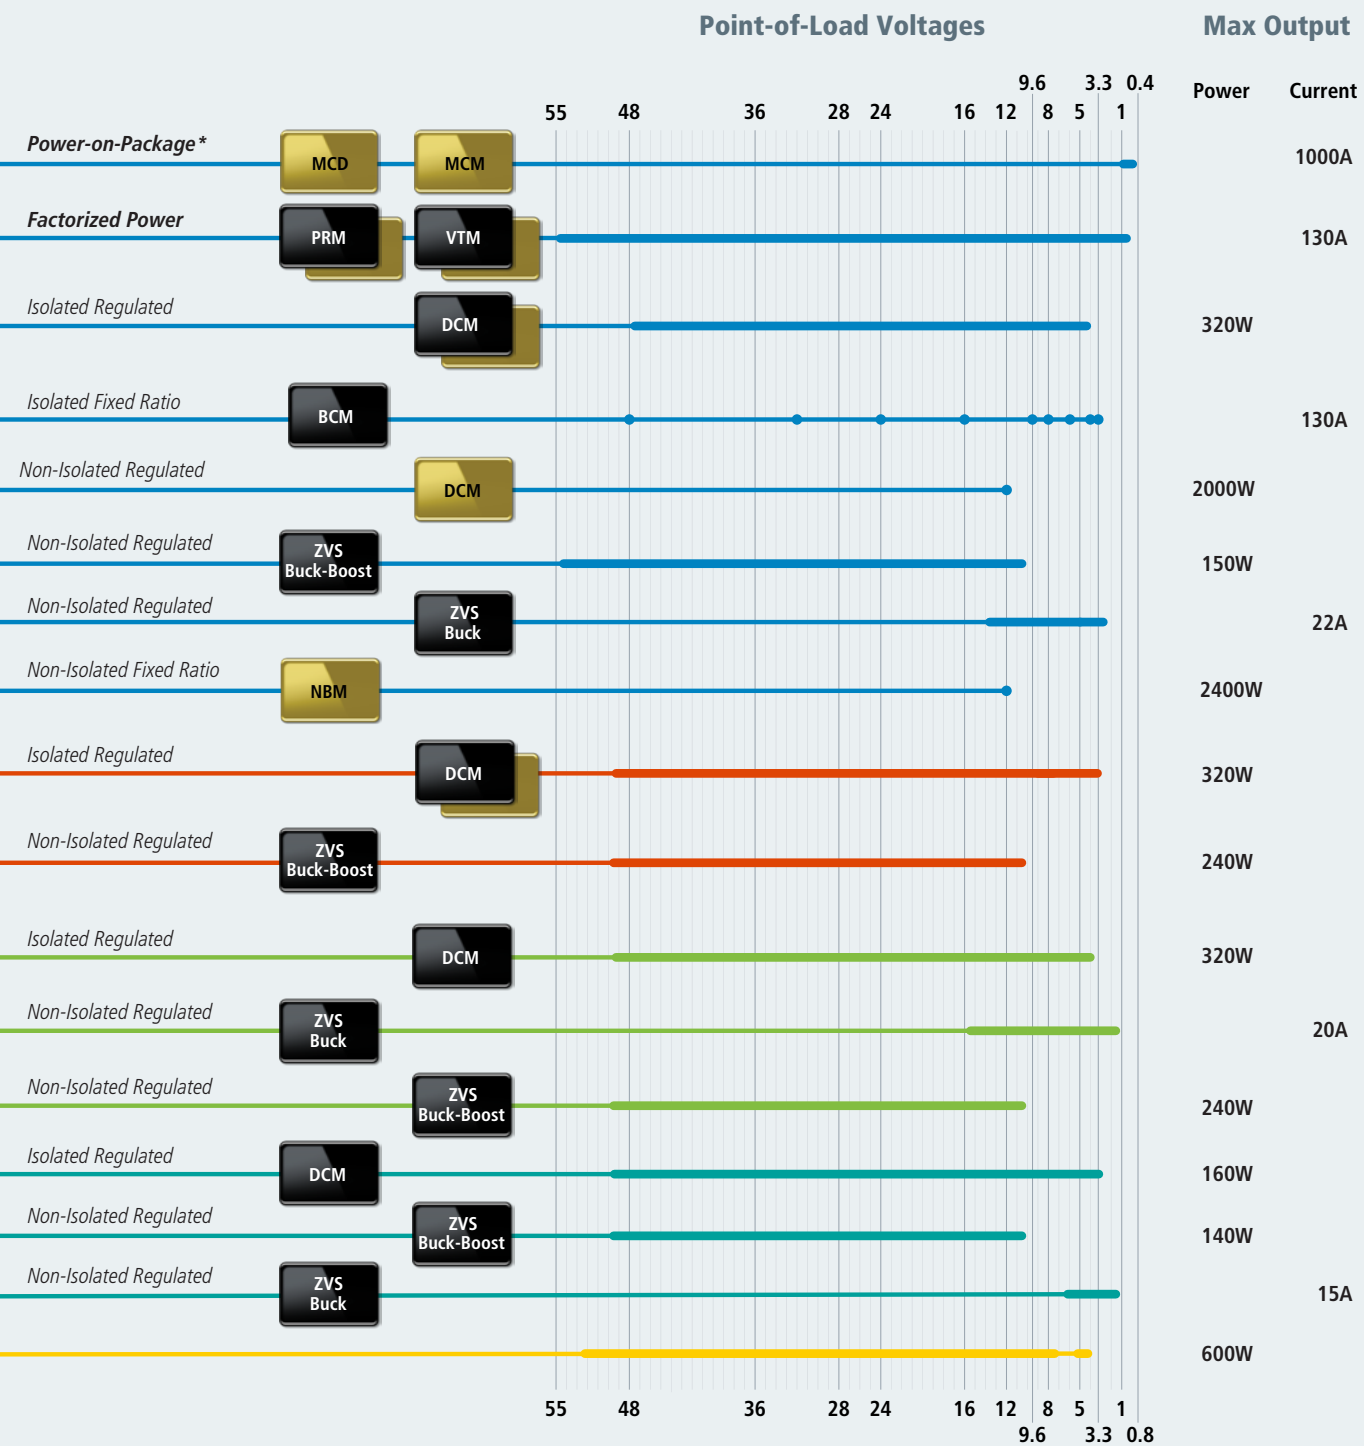 Point-of-Load Voltages Max Output
9.6 3.3 0.4
Power Current
55 48 36 28 24 16 12 8 5 1
Power-on-Package*
MCD MCM 1000A
Factorized Power
PRM VTM 130A
Isolated Regulated
DCM 320W
Isolated Fixed Ratio
BCM 130A
Non-Isolated Regulated
DCM 2000W
Non-Isolated Regulated
ZVS
Buck-Boost 150W
Non-Isolated Regulated
ZVS
Buck 22A
Non-Isolated Fixed Ratio
NBM 2400W
Isolated Regulated
DCM 320W
Non-Isolated Regulated
ZVS
Buck-Boost 240W
Isolated Regulated
DCM 320W
Non-Isolated Regulated
ZVS
Buck 20A
Non-Isolated Regulated
ZVS
Buck-Boost 240W
Isolated Regulated
DCM 160W
Non-Isolated Regulated
ZVS
Buck-Boost 140W
Non-Isolated Regulated
ZVS
Buck 15A
600W
55 48 36 28 24 16 12 8 5 1
9.6 3.3 0.8